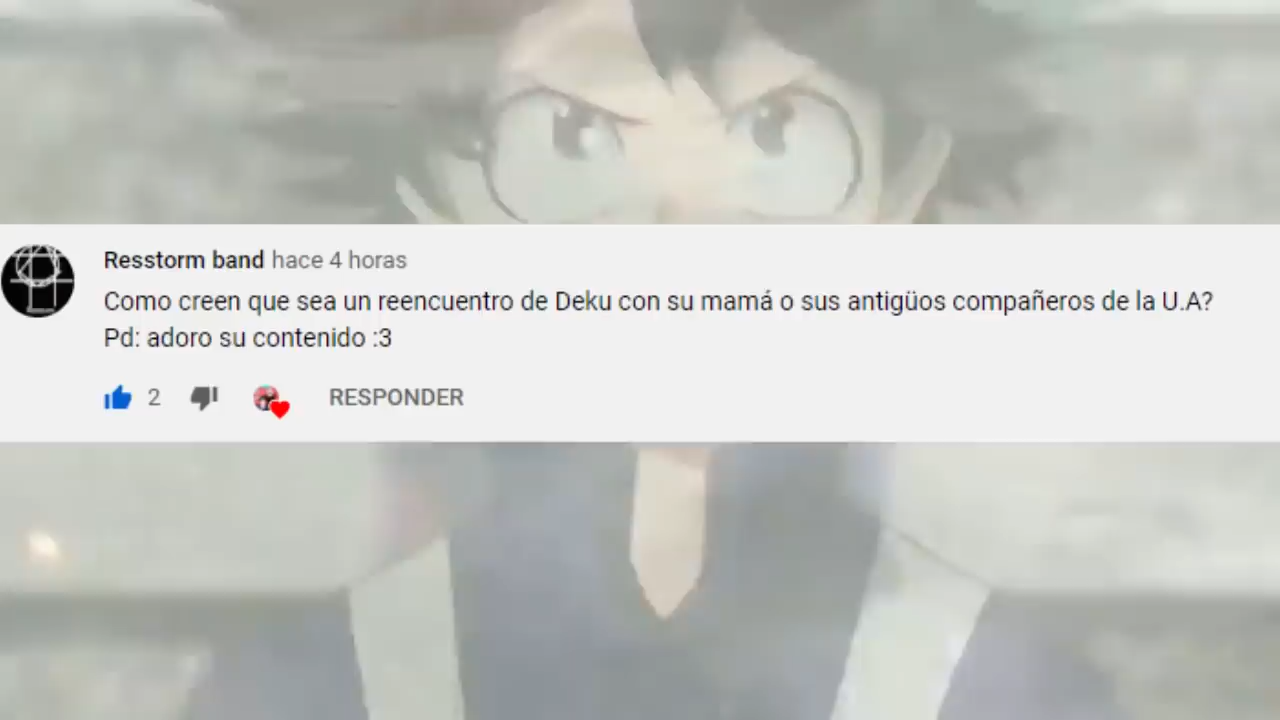 Resstorm band hace 4 horas
Como creen que sea un reencuentro de Deku con su mamá o sus antigüos compañeros de la U.A?
Pd: adoro su contenido :3
2 RESPONDER